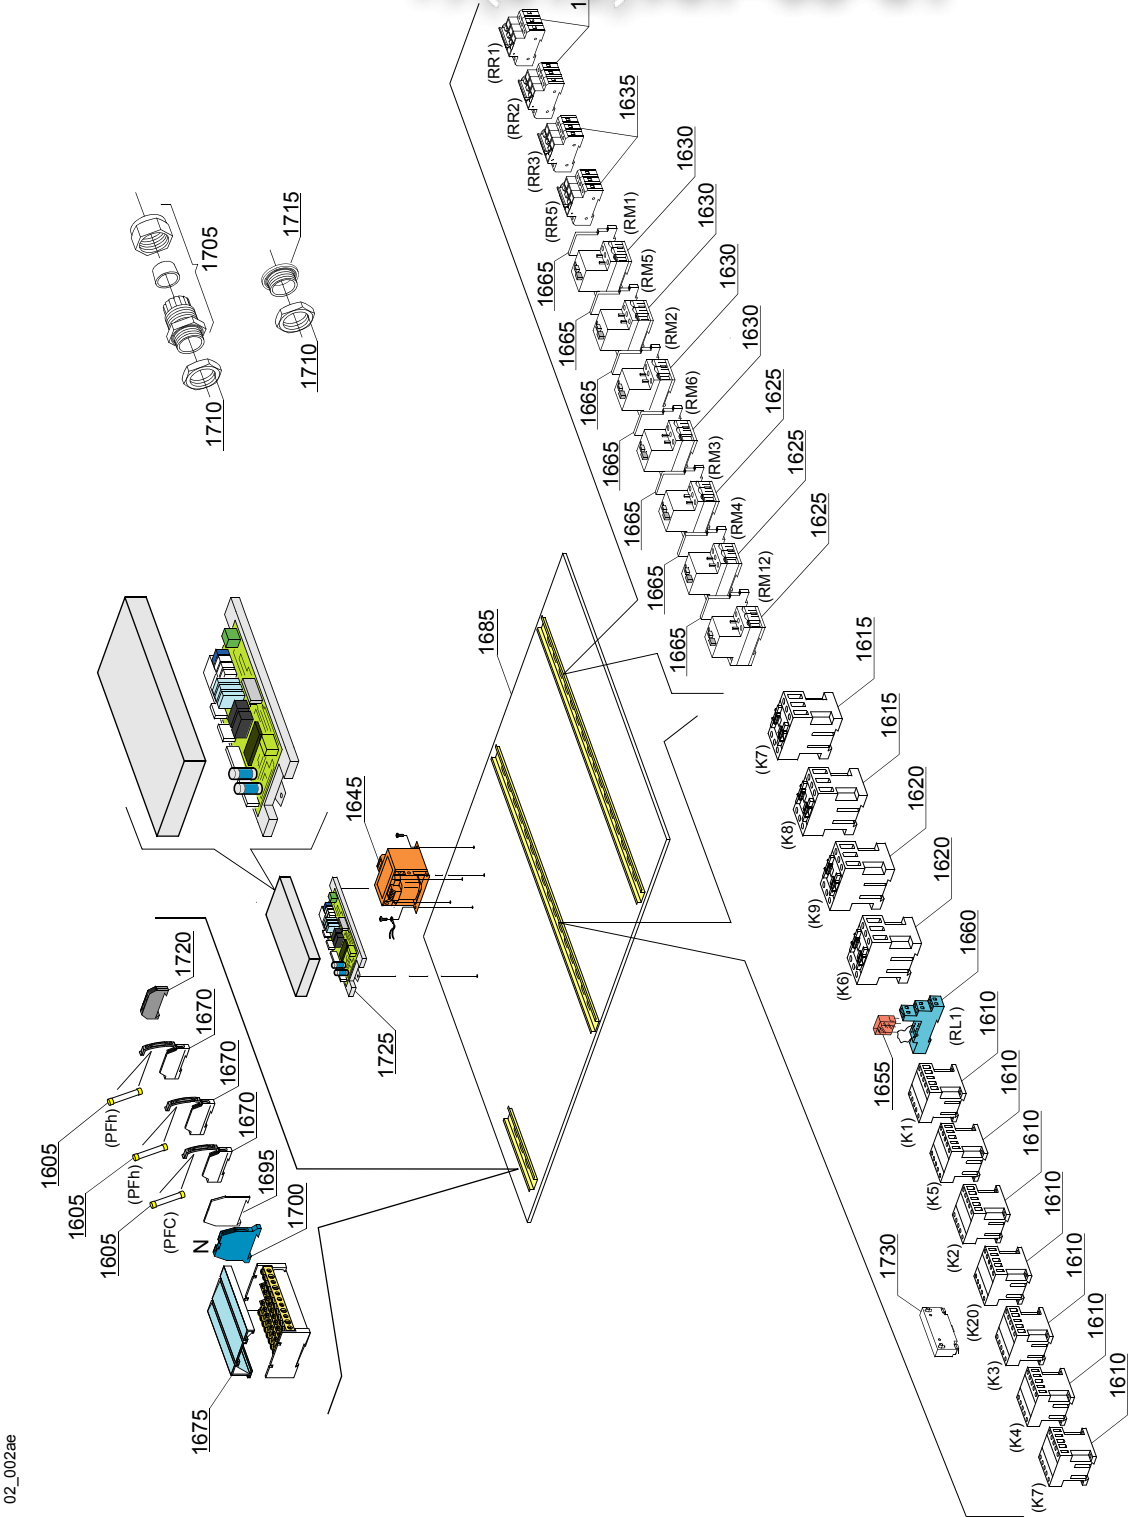 02_002ae
1675
1605
1605
1605
(PFC)
(PFh)
(PFh)
N
1700
1695
1670
1670
1670
1720
1725
1645
1685
1710
1705
1710
1715
(RR1)
(RR2)
(RR3)
(RR5)
1635
(RM1)
1630
1665
(RM5)
1630
1665
(RM2)
1630
1665
(RM6)
1630
1665
(RM3)
1625
1665
(RM4)
1625
1665
(RM12)
1625
1665
(K7)
1615
(K8)
1615
(K9)
1620
(K6)
1620
1660
(RL1)
1655
1610
(K1)
1610
(K5)
1610
(K2)
1610
(K20)
1730
1610
(K3)
1610
(K4)
1610
(K7)